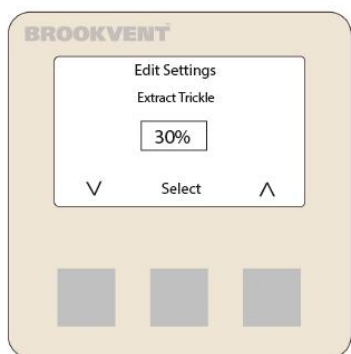 BROOKVENT
Edit Settings
Extract Trickle
30%
∨ Select ∧